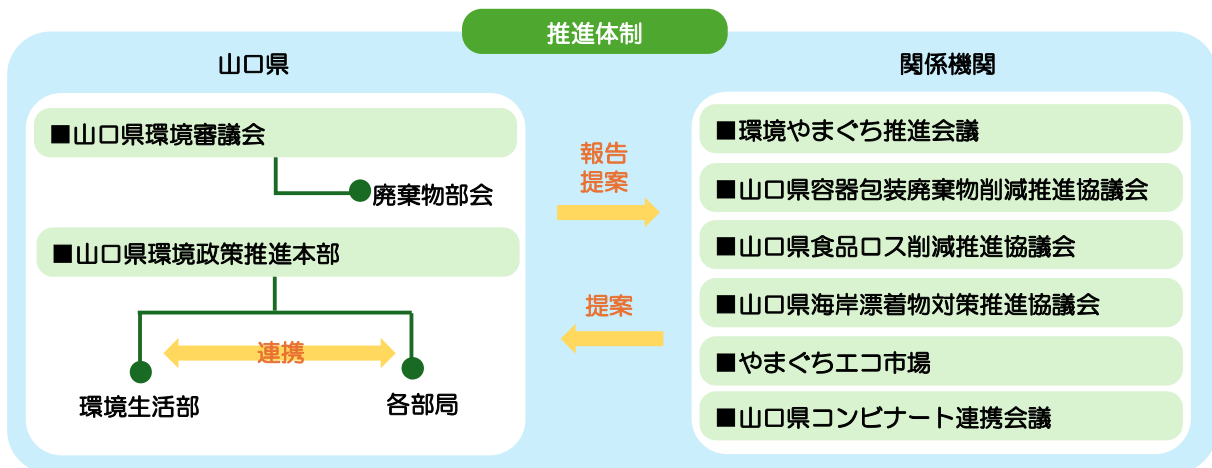 推進体制
山口県
■山口県環境審議会
廃棄物部会
■山口県環境政策推進本部
連携
環境生活部
各部局
報告
提案
提案
関係機関
■環境やまぐち推進会議
■山口県容器包装廃棄物削減推進協議会
■山口県食品ロス削減推進協議会
■山口県海岸漂着物対策推進協議会
■やまぐちエコ市場
■山口県コンビナート連携会議